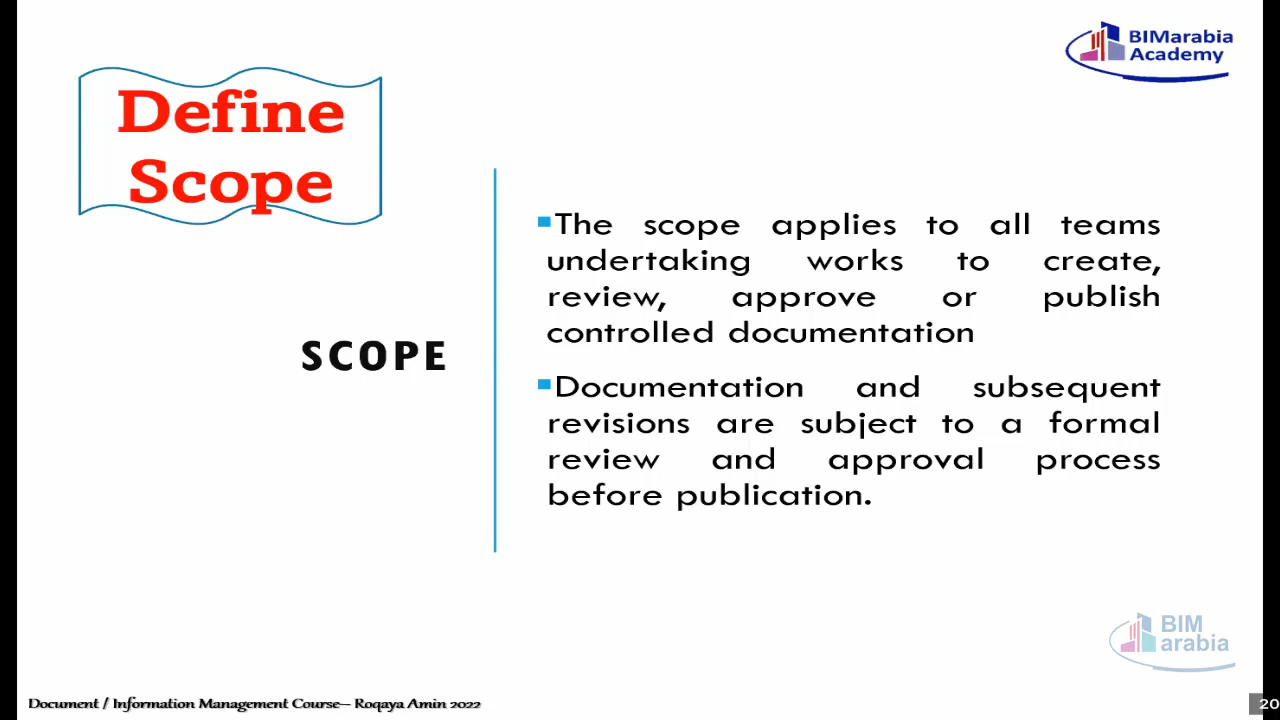 BIMarabia
Academy
Define
Scope
SCOPE
The scope applies to all teams
undertaking works to create,
review, approve or publish
controlled documentation
Documentation and subsequent
revisions are subject to a formal
review and approval process
before publication.
BIM
arabia
Document / Information Management Course-- Roqaya Amin 2022
20